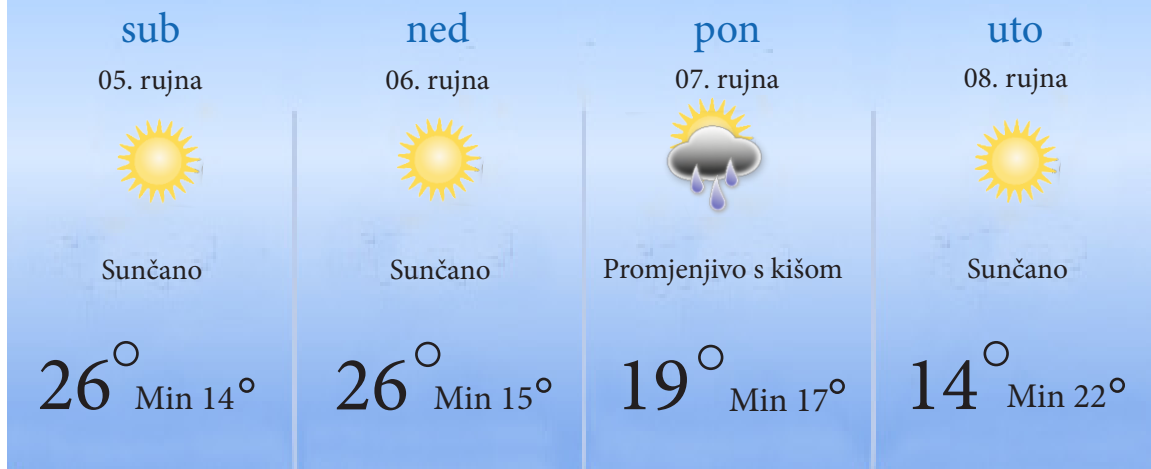 sub
05. rujna
Sunčano
26° Min 14°
ned
06. rujna
Sunčano
26° Min 15°
pon
07. rujna
Promjenjivo s kišom
19° Min 17°
uto
08. rujna
Sunčano
14° Min 22°